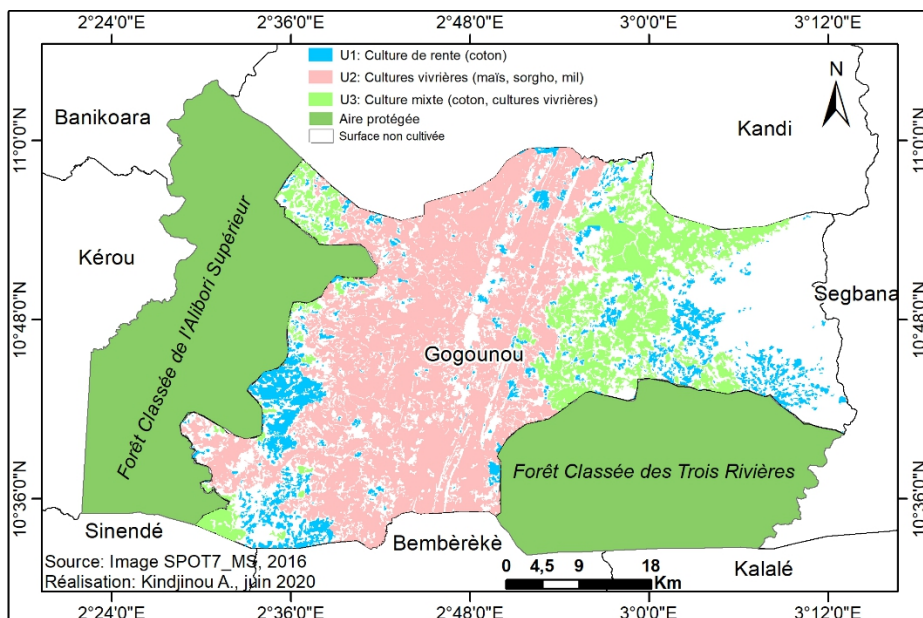 2°24'0"E 2°36'0"E 2°48'0"E 3°0'0"E 3°12'0"E
U1: Culture de rente (coton)
U2: Cultures vivrières (maïs, sorgho, mil)
U3: Culture mixte (coton, cultures vivrières)
Aire protégée
Surface non cultivée
N
Banikoara
Kandi
11°0'0"N
11°0'0"N
Kérou
Forêt Classée de l'Alibori Supérieur
Segbana
10°48'0"N
10°48'0"N
Gogounou
Forêt Classée des Trois Rivières
10°36'0"N
10°36'0"N
Sinendé
Bembèrèkè
Kalalé
Source: Image SPOT7_MS, 2016
Réalisation: Kindjinou A., juin 2020
0 4,5 9 18
Km
2°24'0"E 2°36'0"E 2°48'0"E 3°0'0"E 3°12'0"E